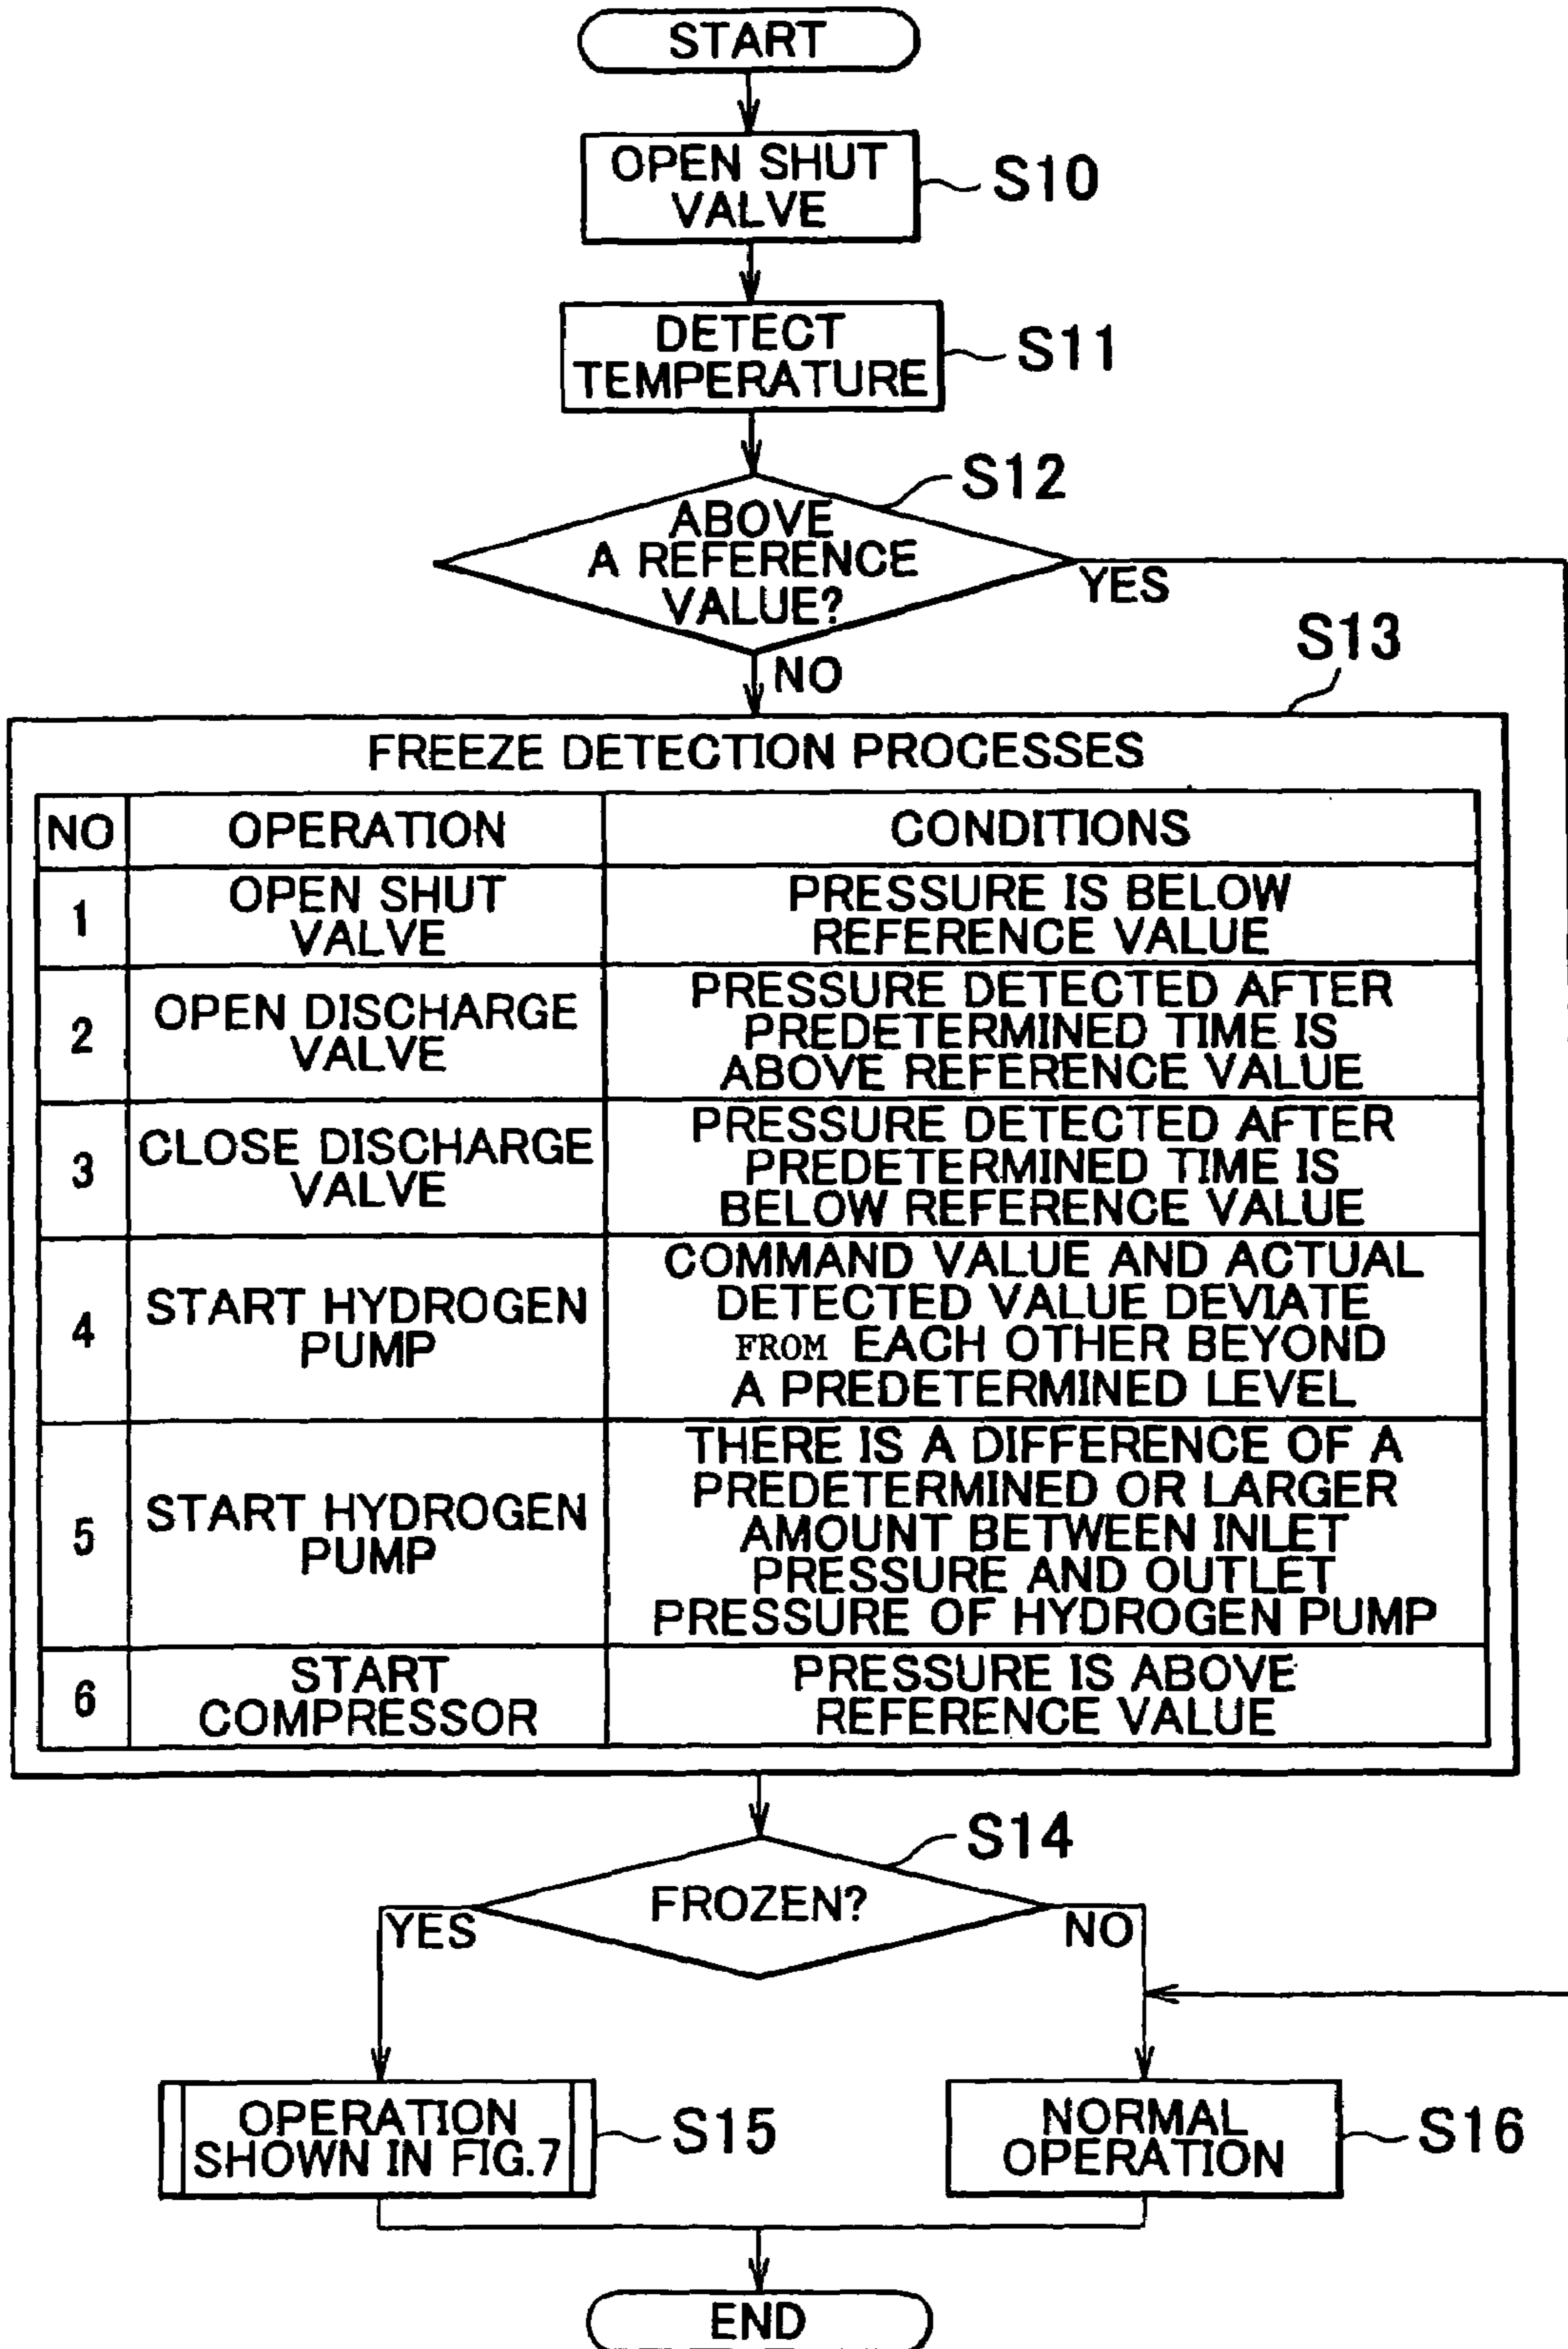 START
OPEN SHUT
VALVE
S10
DETECT
TEMPERATURE
S11
S12
ABOVE
A REFERENCE
VALUE?
YES
NO
S13
FREEZE DETECTION PROCESSES
NO OPERATION CONDITIONS
1
OPEN SHUT
VALVE
PRESSURE IS BELOW
REFERENCE VALUE
2
OPEN DISCHARGE
VALVE
PRESSURE DETECTED AFTER
PREDETERMINED TIME IS
ABOVE REFERENCE VALUE
3
CLOSE DISCHARGE
VALVE
PRESSURE DETECTED AFTER
PREDETERMINED TIME IS
BELOW REFERENCE VALUE
4
START HYDROGEN
PUMP
COMMAND VALUE AND ACTUAL
DETECTED VALUE DEVIATE
FROM EACH OTHER BEYOND
A PREDETERMINED LEVEL
5
START HYDROGEN
PUMP
THERE IS A DIFFERENCE OF A
PREDETERMINED OR LARGER
AMOUNT BETWEEN INLET
PRESSURE AND OUTLET
PRESSURE OF HYDROGEN PUMP
6
START
COMPRESSOR
PRESSURE IS ABOVE
REFERENCE VALUE
S14
FROZEN?
YES
NO
OPERATION
SHOWN IN FIG.7
S15
NORMAL
OPERATION
S16
END